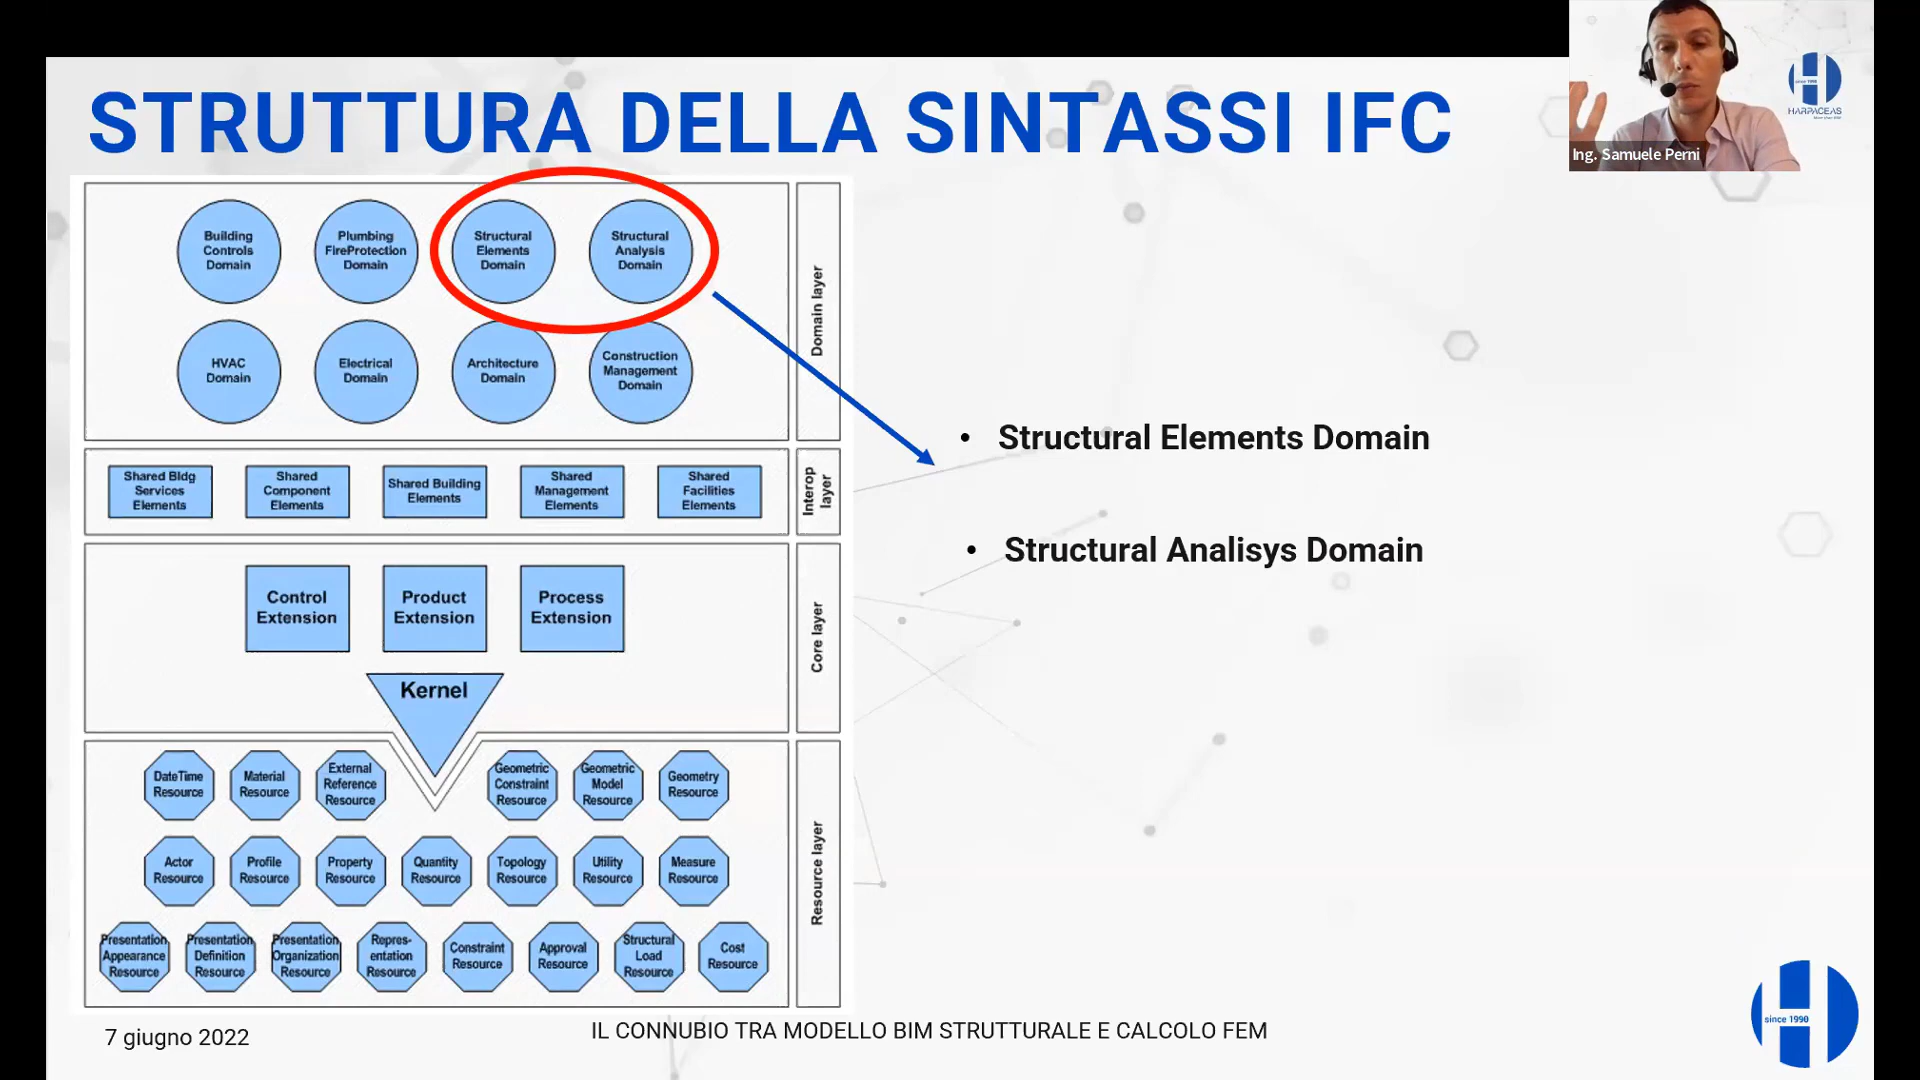 STRUTTURA DELLA SINTASSI IFC
since 1990
HARPACEAS
Ing. Samuele Perni
Building
Controls
Domain
Plumbing
FireProtection
Domain
Structural
Elements
Domain
Structural
Analysis
Domain
HVAC
Domain
Electrical
Domain
Architecture
Domain
Construction
Management
Domain
Domain layer
Shared Bldg
Services
Elements
Shared
Component
Elements
Shared Building
Elements
Shared
Management
Elements
Shared
Facilities
Elements
Interop
layer
Control
Extension
Product
Extension
Process
Extension
Kernel
Core layer
DateTime
Resource
Material
Resource
External
Reference
Resource
Geometric
Constraint
Resource
Geometric
Model
Resource
Geometry
Resource
Actor
Resource
Profile
Resource
Property
Resource
Quantity
Resource
Topology
Resource
Utility
Resource
Measure
Resource
Presentation
Appearance
Resource
Presentation
Definition
Resource
Presentation
Organization
Resource
Repres-
entation
Resource
Constraint
Resource
Approval
Resource
Structural
Load
Resource
Cost
Resource
Resource layer
• Structural Elements Domain
• Structural Analisys Domain
7 giugno 2022
IL CONNUBIO TRA MODELLO BIM STRUTTURALE E CALCOLO FEM
since 1990